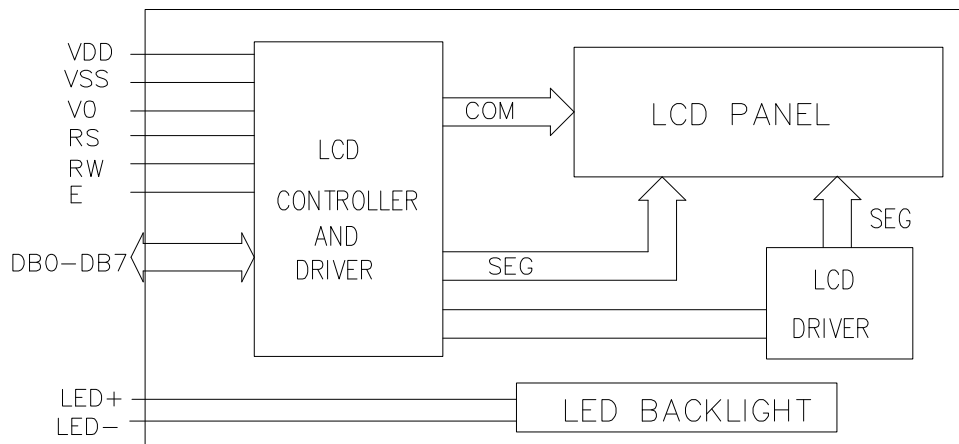 VDD
VSS
V0
RS
RW
E
DB0-DB7
LED+
LED-
LCD
CONTROLLER
AND
DRIVER
COM
SEG
LCD PANEL
SEG
LCD
DRIVER
LED BACKLIGHT